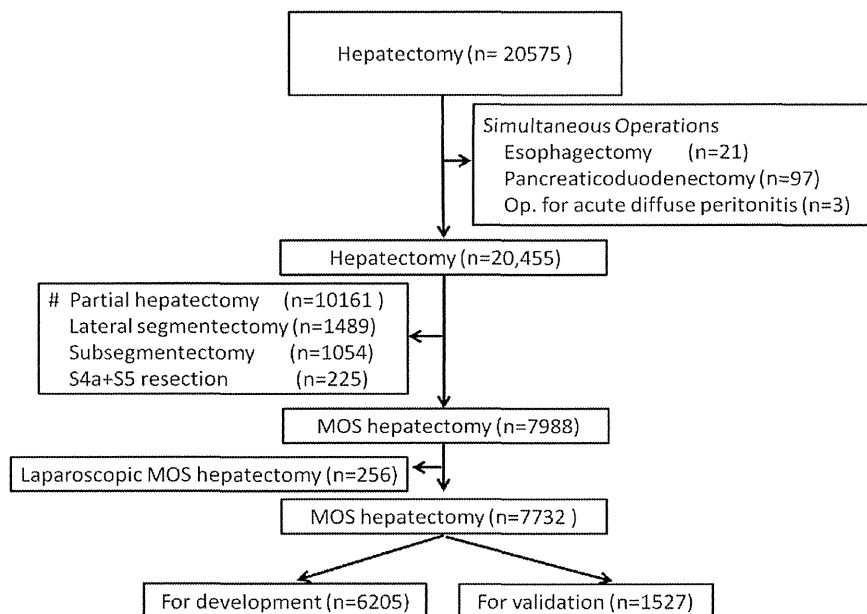 Hepatectomy (n= 20575 )
Simultaneous Operations
Esophagectomy (n=21)
Pancreaticoduodenectomy (n=97)
Op. for acute diffuse peritonitis (n=3)
Hepatectomy (n=20,455)
# Partial hepatectomy (n=10161 )
Lateral segmentectomy (n=1489)
Subsegmentectomy (n=1054)
S4a+S5 resection (n=225)
MOS hepatectomy (n=7988)
Laparoscopic MOS hepatectomy (n=256)
MOS hepatectomy (n=7732 )
For development (n=6205)
For validation (n=1527)